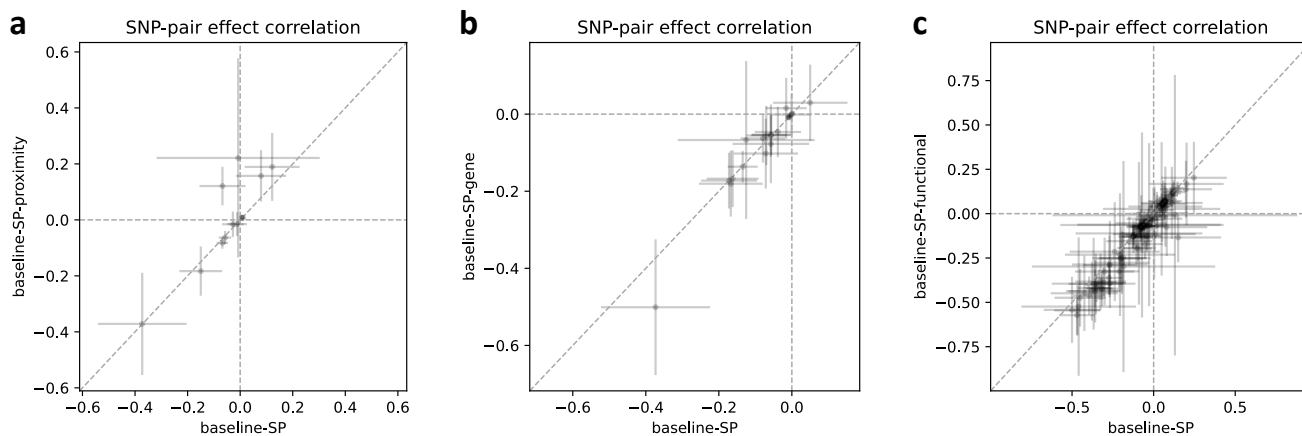 a
SNP-pair effect correlation
baseline-SP-proximity
0.6
0.4
0.2
0.0
−0.2
−0.4
−0.6
−0.6 −0.4 −0.2 0.0 0.2 0.4 0.6
baseline-SP
b
SNP-pair effect correlation
baseline-SP-gene
0.0
−0.2
−0.4
−0.6
−0.6 −0.4 −0.2 0.0
baseline-SP
c
SNP-pair effect correlation
baseline-SP-functional
0.75
0.50
0.25
0.00
−0.25
−0.50
−0.75
−0.5 0.0 0.5
baseline-SP